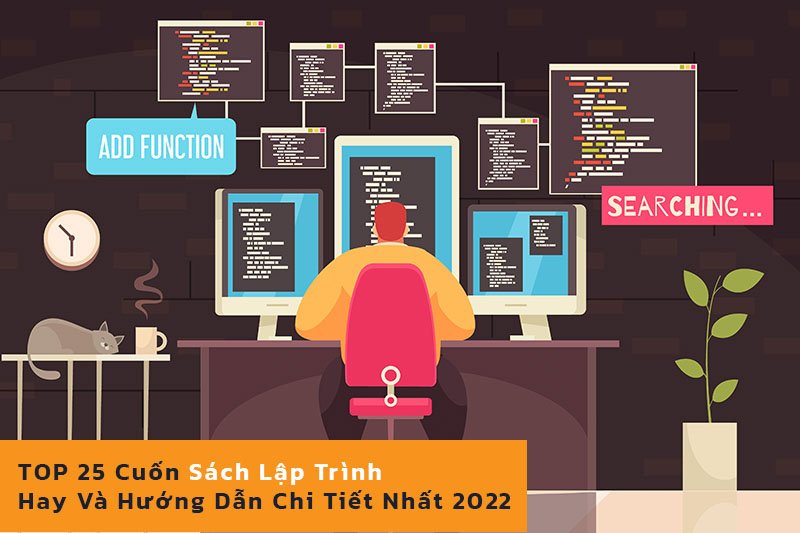 ADD FUNCTION
SEARCHING...
TOP 25 Cuốn Sách Lập Trình
Hay Và Hướng Dẫn Chi Tiết Nhất 2022